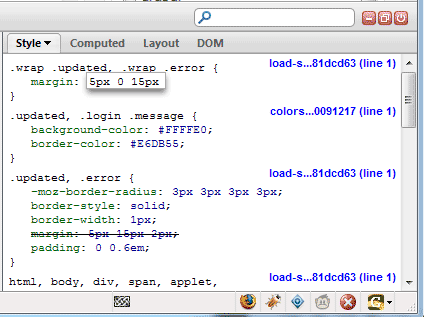 Style Computed Layout DOM
.wrap .updated, .wrap .error { load-s...81dcd63 (line 1)
margin: 5px 0 15px
}
.updated, .login .message { colors...0091217 (line 1)
background-color: #FFFFE0;
border-color: #E6DB55;
}
.updated, .error { load-s...81dcd63 (line 1)
-moz-border-radius: 3px 3px 3px 3px;
border-style: solid;
border-width: 1px;
margin: 5px 15px 2px;
padding: 0 0.6em;
}
html, body, div, span, applet, load-s...81dcd63 (line 1)